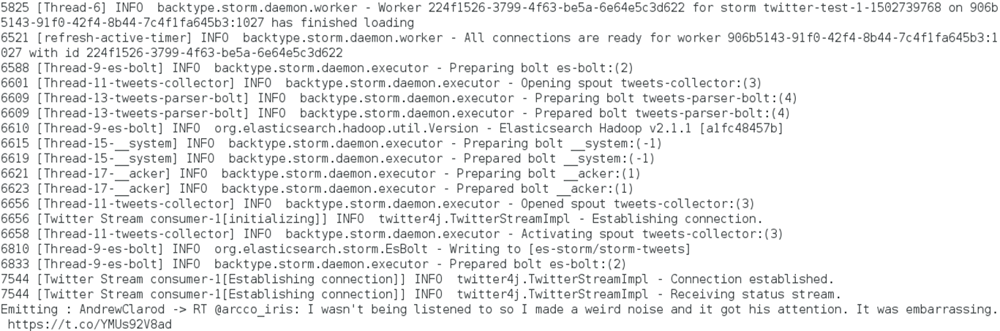 5825 [Thread-6] INFO  backtype.storm.daemon.worker - Worker 224f1526-3799-4f63-be5a-6e64e5c3d622 for storm twitter-test-1-1502739768 on 906b
5143-91f0-42f4-8b44-7c4f1fa645b3:1027 has finished loading
6521 [refresh-active-timer] INFO  backtype.storm.daemon.worker - All connections are ready for worker 906b5143-91f0-42f4-8b44-7c4f1fa645b3:1
027 with id 224f1526-3799-4f63-be5a-6e64e5c3d622
6588 [Thread-9-es-bolt] INFO  backtype.storm.daemon.executor - Preparing bolt es-bolt:(2)
6601 [Thread-11-tweets-collector] INFO  backtype.storm.daemon.executor - Opening spout tweets-collector:(3)
6609 [Thread-13-tweets-parser-bolt] INFO  backtype.storm.daemon.executor - Preparing bolt tweets-parser-bolt:(4)
6609 [Thread-13-tweets-parser-bolt] INFO  backtype.storm.daemon.executor - Prepared bolt tweets-parser-bolt:(4)
6610 [Thread-9-es-bolt] INFO  org.elasticsearch.hadoop.util.Version - Elasticsearch Hadoop v2.1.1 [a1fc48457b]
6615 [Thread-15-__system] INFO  backtype.storm.daemon.executor - Preparing bolt __system:(-1)
6619 [Thread-15-__system] INFO  backtype.storm.daemon.executor - Prepared bolt __system:(-1)
6621 [Thread-17-__acker] INFO  backtype.storm.daemon.executor - Preparing bolt __acker:(1)
6623 [Thread-17-__acker] INFO  backtype.storm.daemon.executor - Prepared bolt __acker:(1)
6656 [Thread-11-tweets-collector] INFO  backtype.storm.daemon.executor - Opened spout tweets-collector:(3)
6656 [Twitter Stream consumer-1[initializing]] INFO  twitter4j.TwitterStreamImpl - Establishing connection.
6658 [Thread-11-tweets-collector] INFO  backtype.storm.daemon.executor - Activating spout tweets-collector:(3)
6810 [Thread-9-es-bolt] INFO  org.elasticsearch.storm.EsBolt - Writing to [es-storm/storm-tweets]
6833 [Thread-9-es-bolt] INFO  backtype.storm.daemon.executor - Prepared bolt es-bolt:(2)
7544 [Twitter Stream consumer-1[Establishing connection]] INFO  twitter4j.TwitterStreamImpl - Connection established.
7544 [Twitter Stream consumer-1[Establishing connection]] INFO  twitter4j.TwitterStreamImpl - Receiving status stream.
Emitting : AndrewClarod -> RT @arcco_iris: I wasn't being listened to so I made a weird noise and it got his attention. It was embarrassing.
 https://t.co/YMUs92V8ad